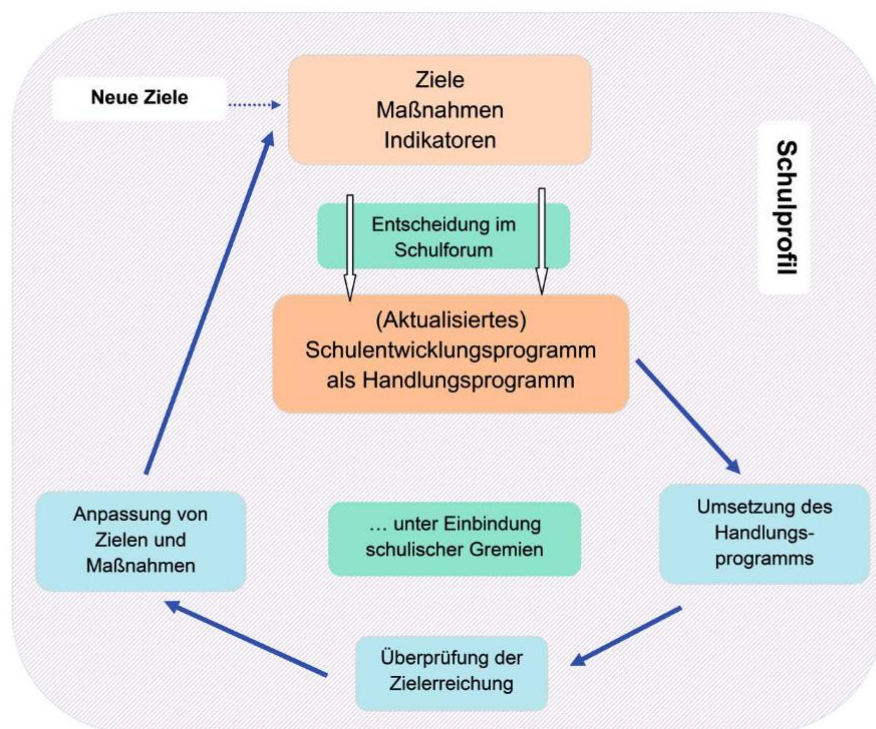 Neue Ziele
Ziele
Maßnahmen
Indikatoren
Schulprofil
Entscheidung im
Schulforum
(Aktualisiertes)
Schulentwicklungsprogramm
als Handlungsprogramm
Anpassung von
Zielen und
Maßnahmen
… unter Einbindung
schulischer Gremien
Umsetzung des
Handlungs-
programms
Überprüfung der
Zielerreichung